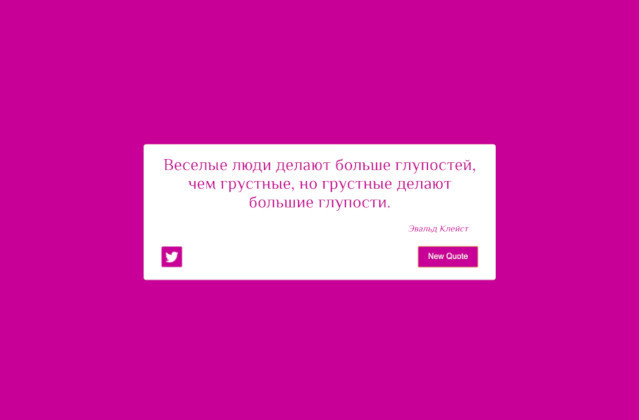 Веселые люди делают больше глупостей,
чем грустные, но грустные делают
большие глупости.
Эвальд Клейст
New Quote